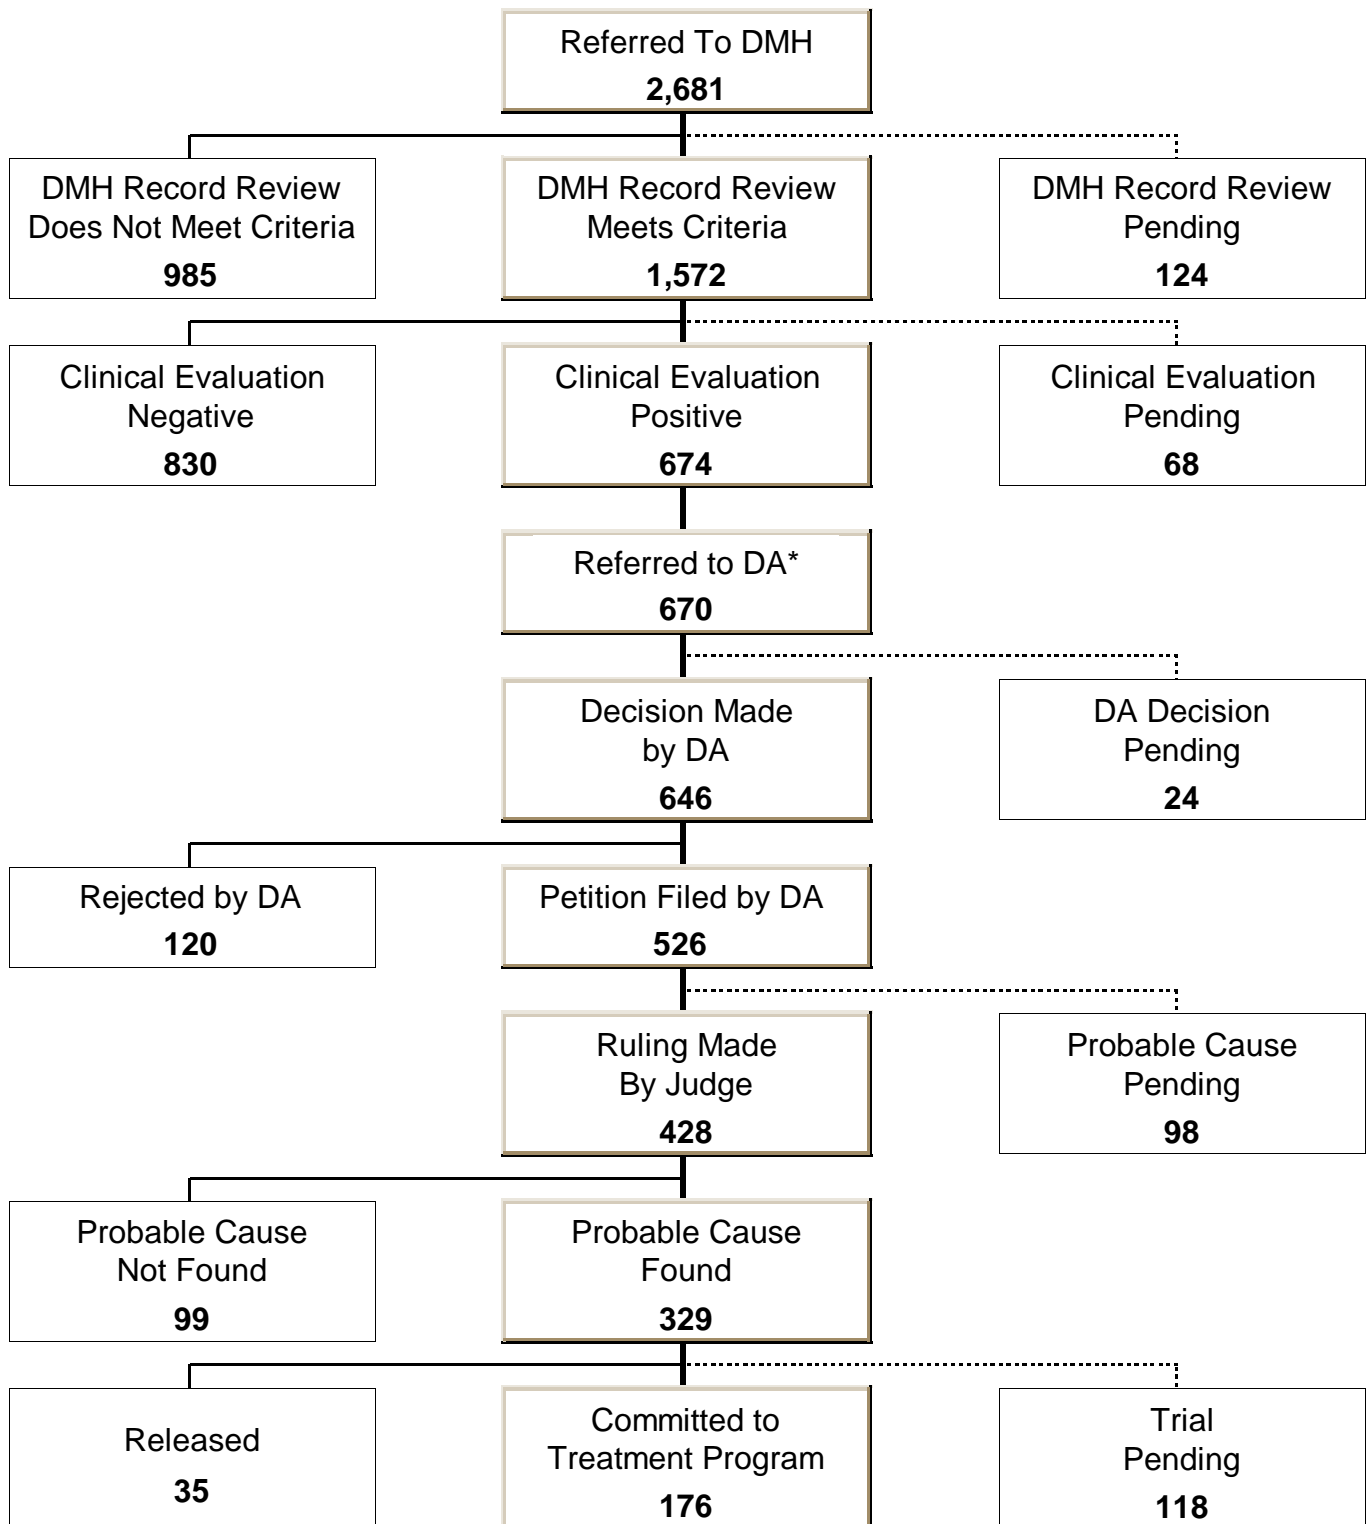 Referred To DMH
2,681
DMH Record Review
Does Not Meet Criteria
985
DMH Record Review
Meets Criteria
1,572
DMH Record Review
Pending
124
Clinical Evaluation
Negative
830
Clinical Evaluation
Positive
674
Clinical Evaluation
Pending
68
Referred to DA*
670
Decision Made
by DA
646
DA Decision
Pending
24
Rejected by DA
120
Petition Filed by DA
526
Ruling Made
By Judge
428
Probable Cause
Pending
98
Probable Cause
Not Found
99
Probable Cause
Found
329
Released
35
Committed to
Treatment Program
176
Trial
Pending
118